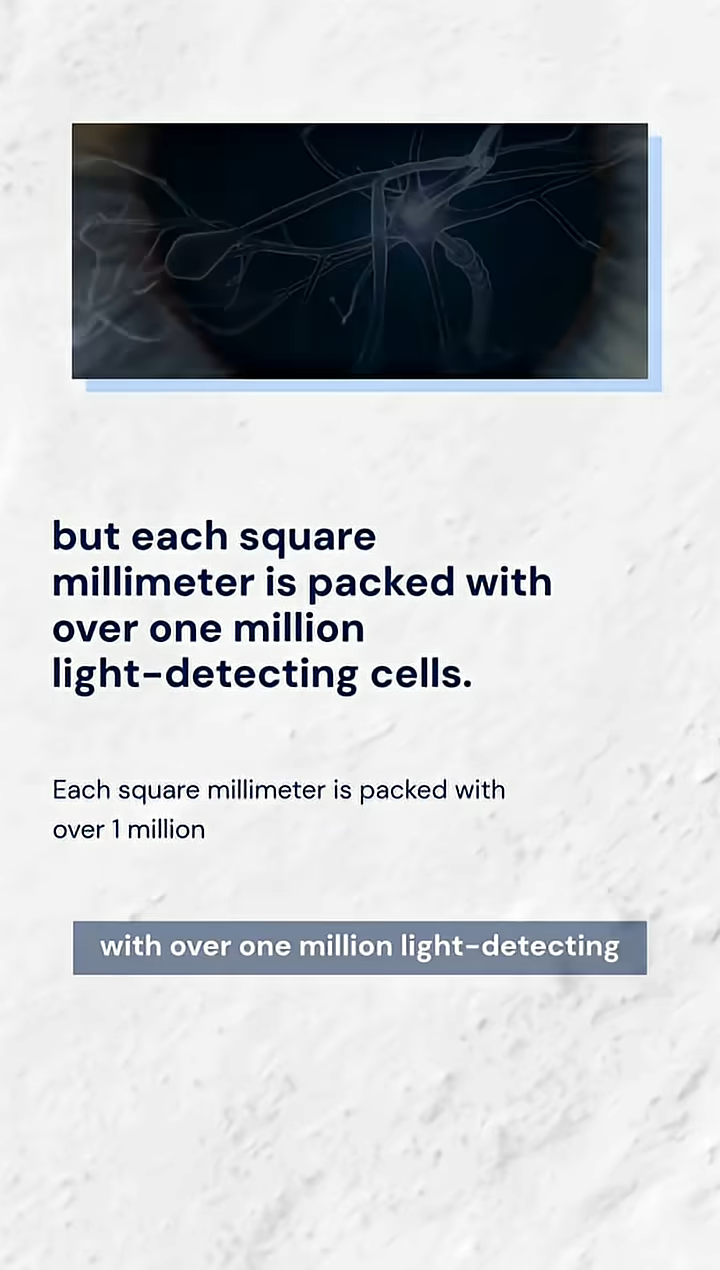 but each square
millimeter is packed with
over one million
light-detecting cells.
Each square millimeter is packed with
over 1 million
with over one million light-detecting